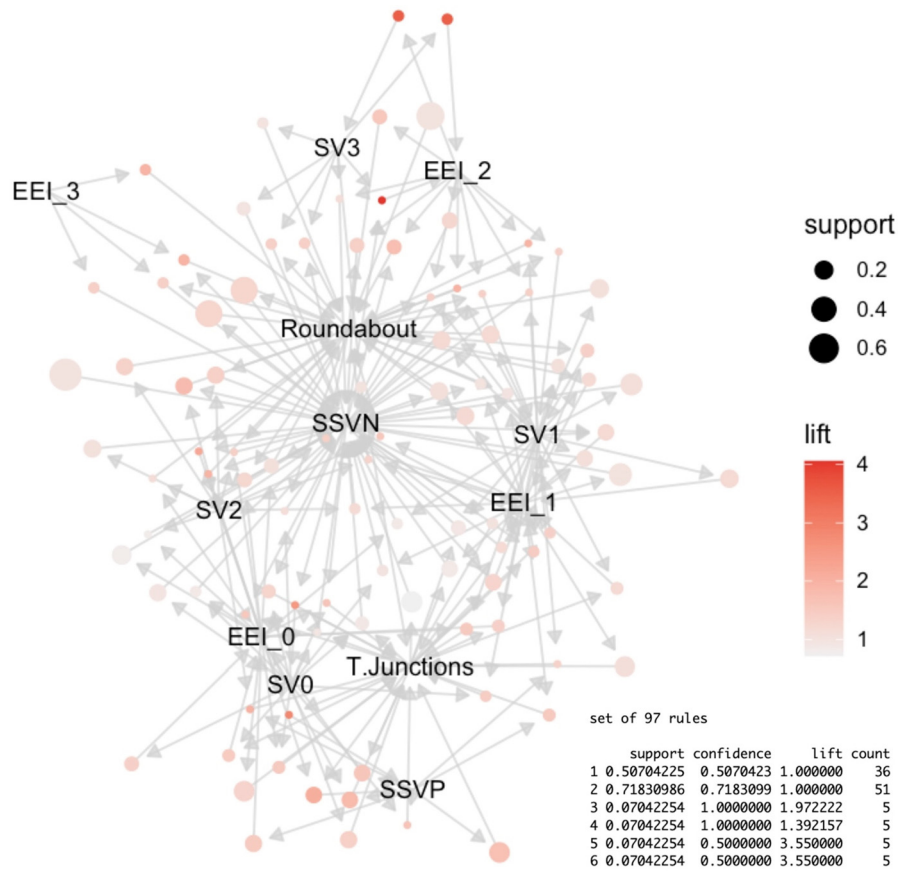 SV3
EEI_2
EEI_3
Roundabout
SSVN
SV1
EEI_1
SV2
EEI_0
T.Junctions
SV0
SSVP
support
0.2
0.4
0.6
lift
4
3
2
1
set of 97 rules
support confidence lift count
1 0.50704225 0.5070423 1.000000 36
2 0.71830986 0.7183099 1.000000 51
3 0.07042254 1.0000000 1.972222 5
4 0.07042254 1.0000000 1.392157 5
5 0.07042254 0.5000000 3.550000 5
6 0.07042254 0.5000000 3.550000 5